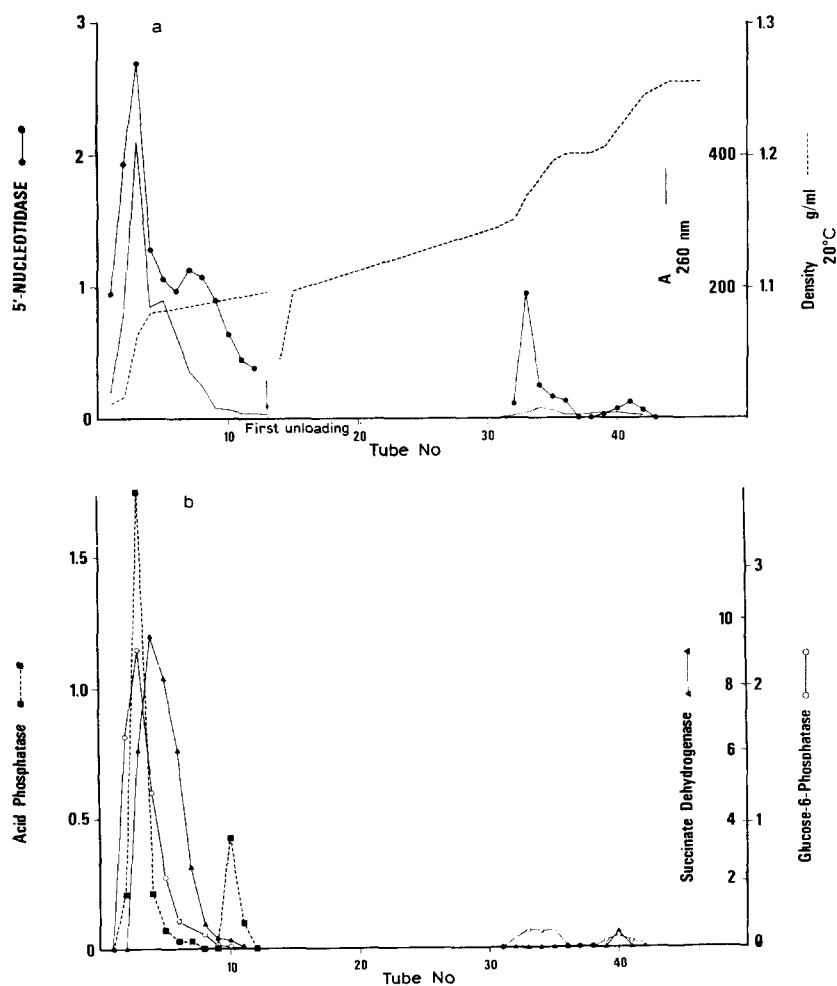 a
3
2
1
0
5'-NUCLEOTIDASE
10
20
30
40
First unloading
Tube No
400
200
A 260 nm
1.3
1.2
1.1
Density g/ml
20°C
b
1.5
1.0
0.5
0
Acid Phosphatase
10
20
30
40
Tube No
10
8
6
4
2
0
Succinate Dehydrogenase
3
2
1
Glucose-6-Phosphatase